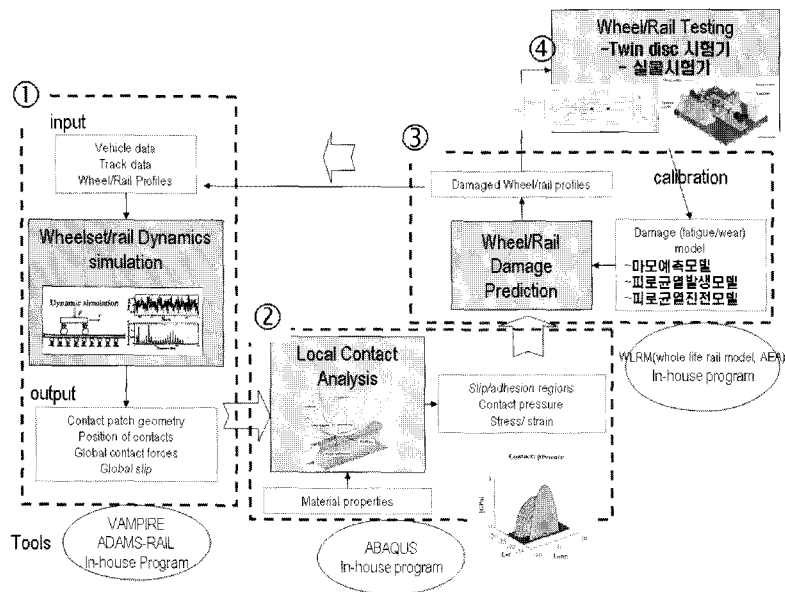 ①
input
Vehicle data
Track data
Wheel/Rail Profiles
Wheelset/rail Dynamics
simulation
Dynamic simulation
output
Contact patch geometry
Position of contacts
Global contact forces
Global slip
Tools
VAMPIRE
ADAMS-RAIL
In-house Program
②
Local Contact
Analysis
Material properties
Slip/adhesion regions
Contact pressure
Stress/ strain
Contact pressure
ABAQUS
In-house program
③
Damaged Wheel/rail profiles
Wheel/Rail
Damage
Prediction
calibration
Damage (fatigue/wear)
model
-마모예측모델
-피로균열발생모델
-피로균열진전모델
WLRM(whole life rail model, AEA)
In-house program
④
Wheel/Rail Testing
-Twin disc 시험기
- 실물시험기